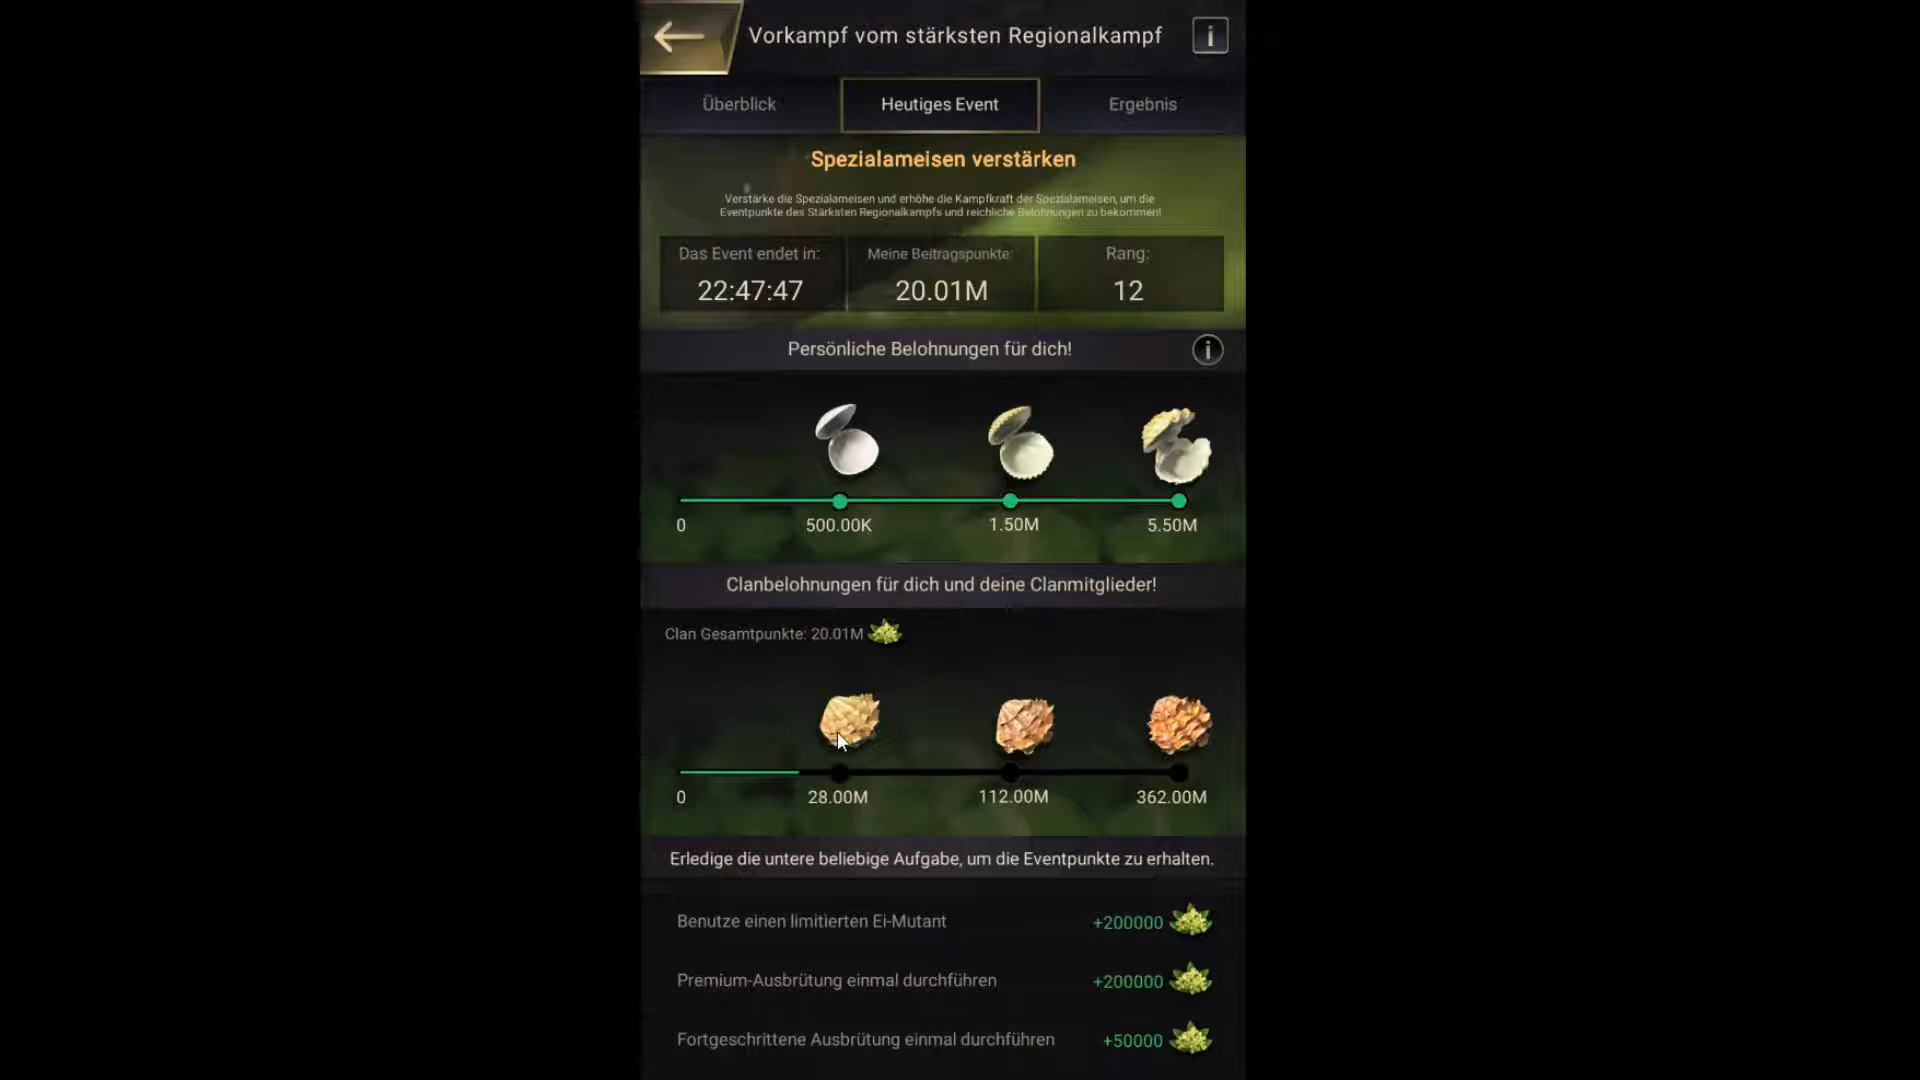 Vorkampf vom stärksten Regionalkampf
Überblick
Heutiges Event
Ergebnis
Spezialameisen verstärken
Verstärke die Spezialameisen und erhöhe die Kampfkraft der Spezialameisen, um die
Eventpunkte des Stärksten Regionalkampfs und reichliche Belohnungen zu bekommen!
Das Event endet in:
Meine Beitragspunkte:
Rang:
22:47:47
20.01M
12
Persönliche Belohnungen für dich!
0
500.00K
1.50M
5.50M
Clanbelohnungen für dich und deine Clanmitglieder!
Clan Gesamtpunkte: 20.01M
0
28.00M
112.00M
362.00M
Erledige die untere beliebige Aufgabe, um die Eventpunkte zu erhalten.
Benutze einen limitierten Ei-Mutant +200000
Premium-Ausbrütung einmal durchführen +200000
Fortgeschrittene Ausbrütung einmal durchführen +50000